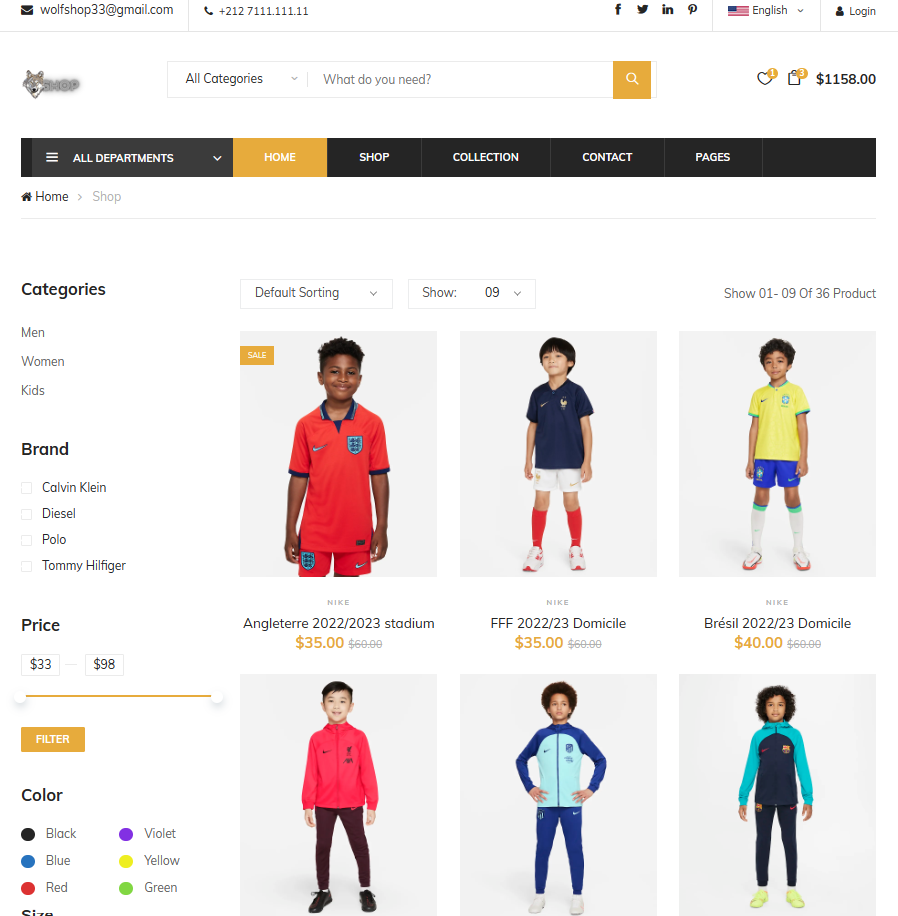 wolfshop33@gmail.com
+212 7111.111.11
English
Login
SHOP
All Categories
What do you need?
1
3
$1158.00
ALL DEPARTMENTS
HOME
SHOP
COLLECTION
CONTACT
PAGES
Home
Shop
Categories
Men
Women
Kids
Brand
Calvin Klein
Diesel
Polo
Tommy Hilfiger
Price
$33
$98
FILTER
Color
Black
Violet
Blue
Yellow
Red
Green
Size
Default Sorting
Show:
09
Show 01- 09 Of 36 Product
SALE
NIKE
Angleterre 2022/2023 stadium
$35.00 $60.00
NIKE
FFF 2022/23 Domicile
$35.00 $60.00
NIKE
Brésil 2022/23 Domicile
$40.00 $60.00